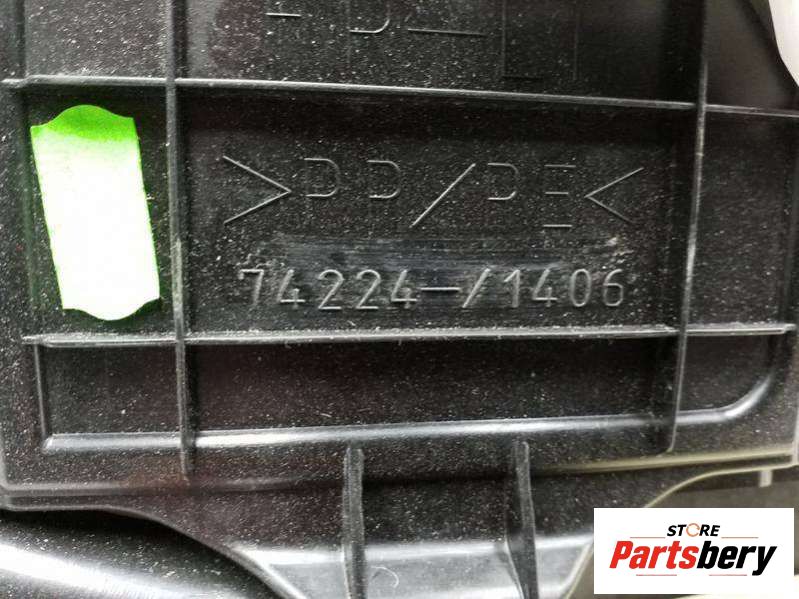 >PP/PE<
74224-/1406
STORE
Partsbery